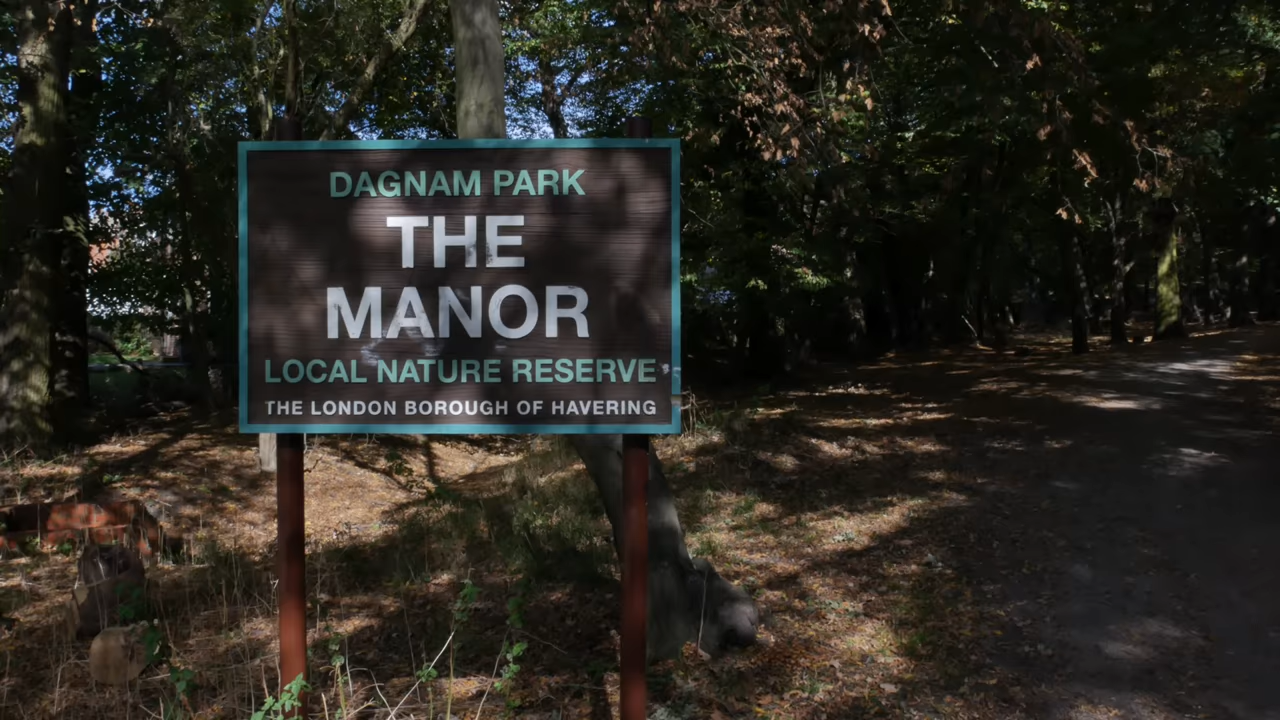 DAGNAM PARK
THE
MANOR
LOCAL NATURE RESERVE
THE LONDON BOROUGH OF HAVERING